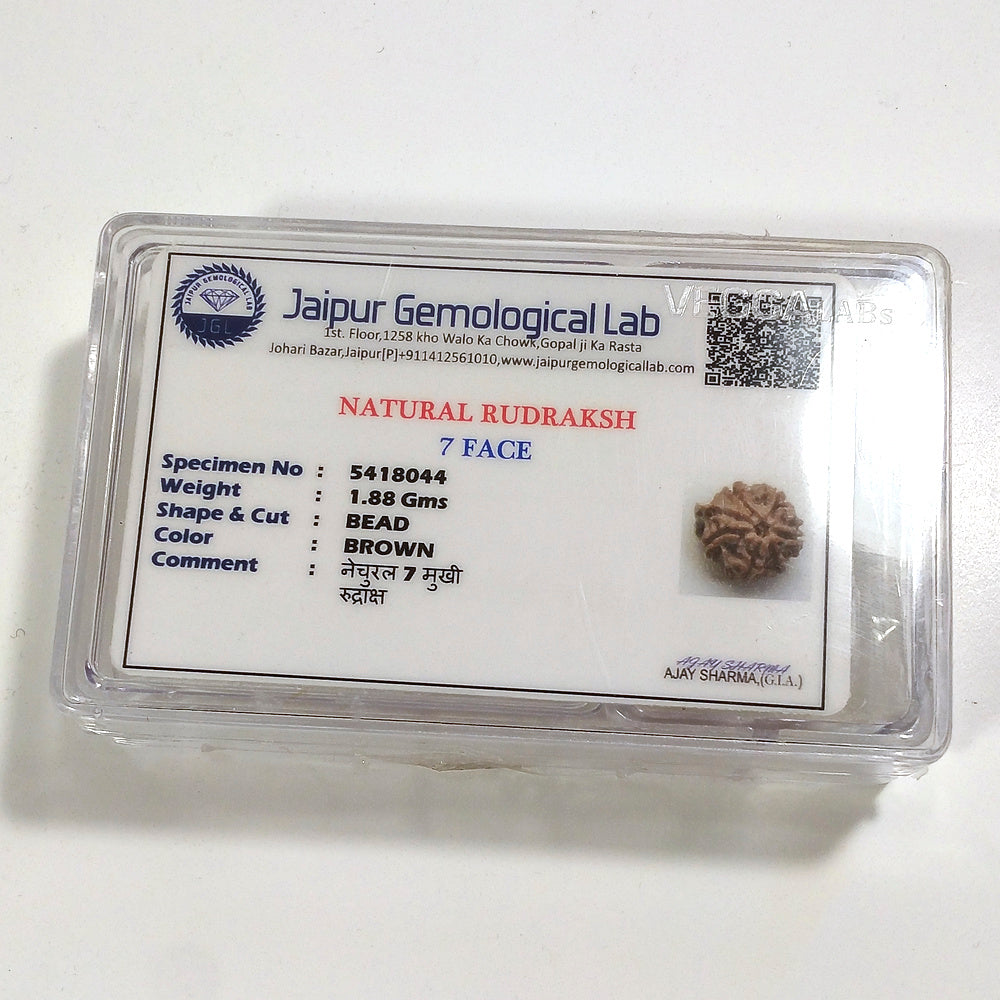 JAIPUR GEMOLOGICAL LAB
JGL
Jaipur Gemological Lab
1st. Floor,1258 kho Walo Ka Chowk,Gopal ji Ka Rasta
Johari Bazar,Jaipur[P]+911412561010,www.jaipurgemologicallab.com
NATURAL RUDRAKSH
7 FACE
Specimen No : 5418044
Weight : 1.88 Gms
Shape & Cut : BEAD
Color : BROWN
Comment : नेचुरल 7 मुखी
रुद्राक्ष
AJAY SHARMA
AJAY SHARMA,(G.I.A.)